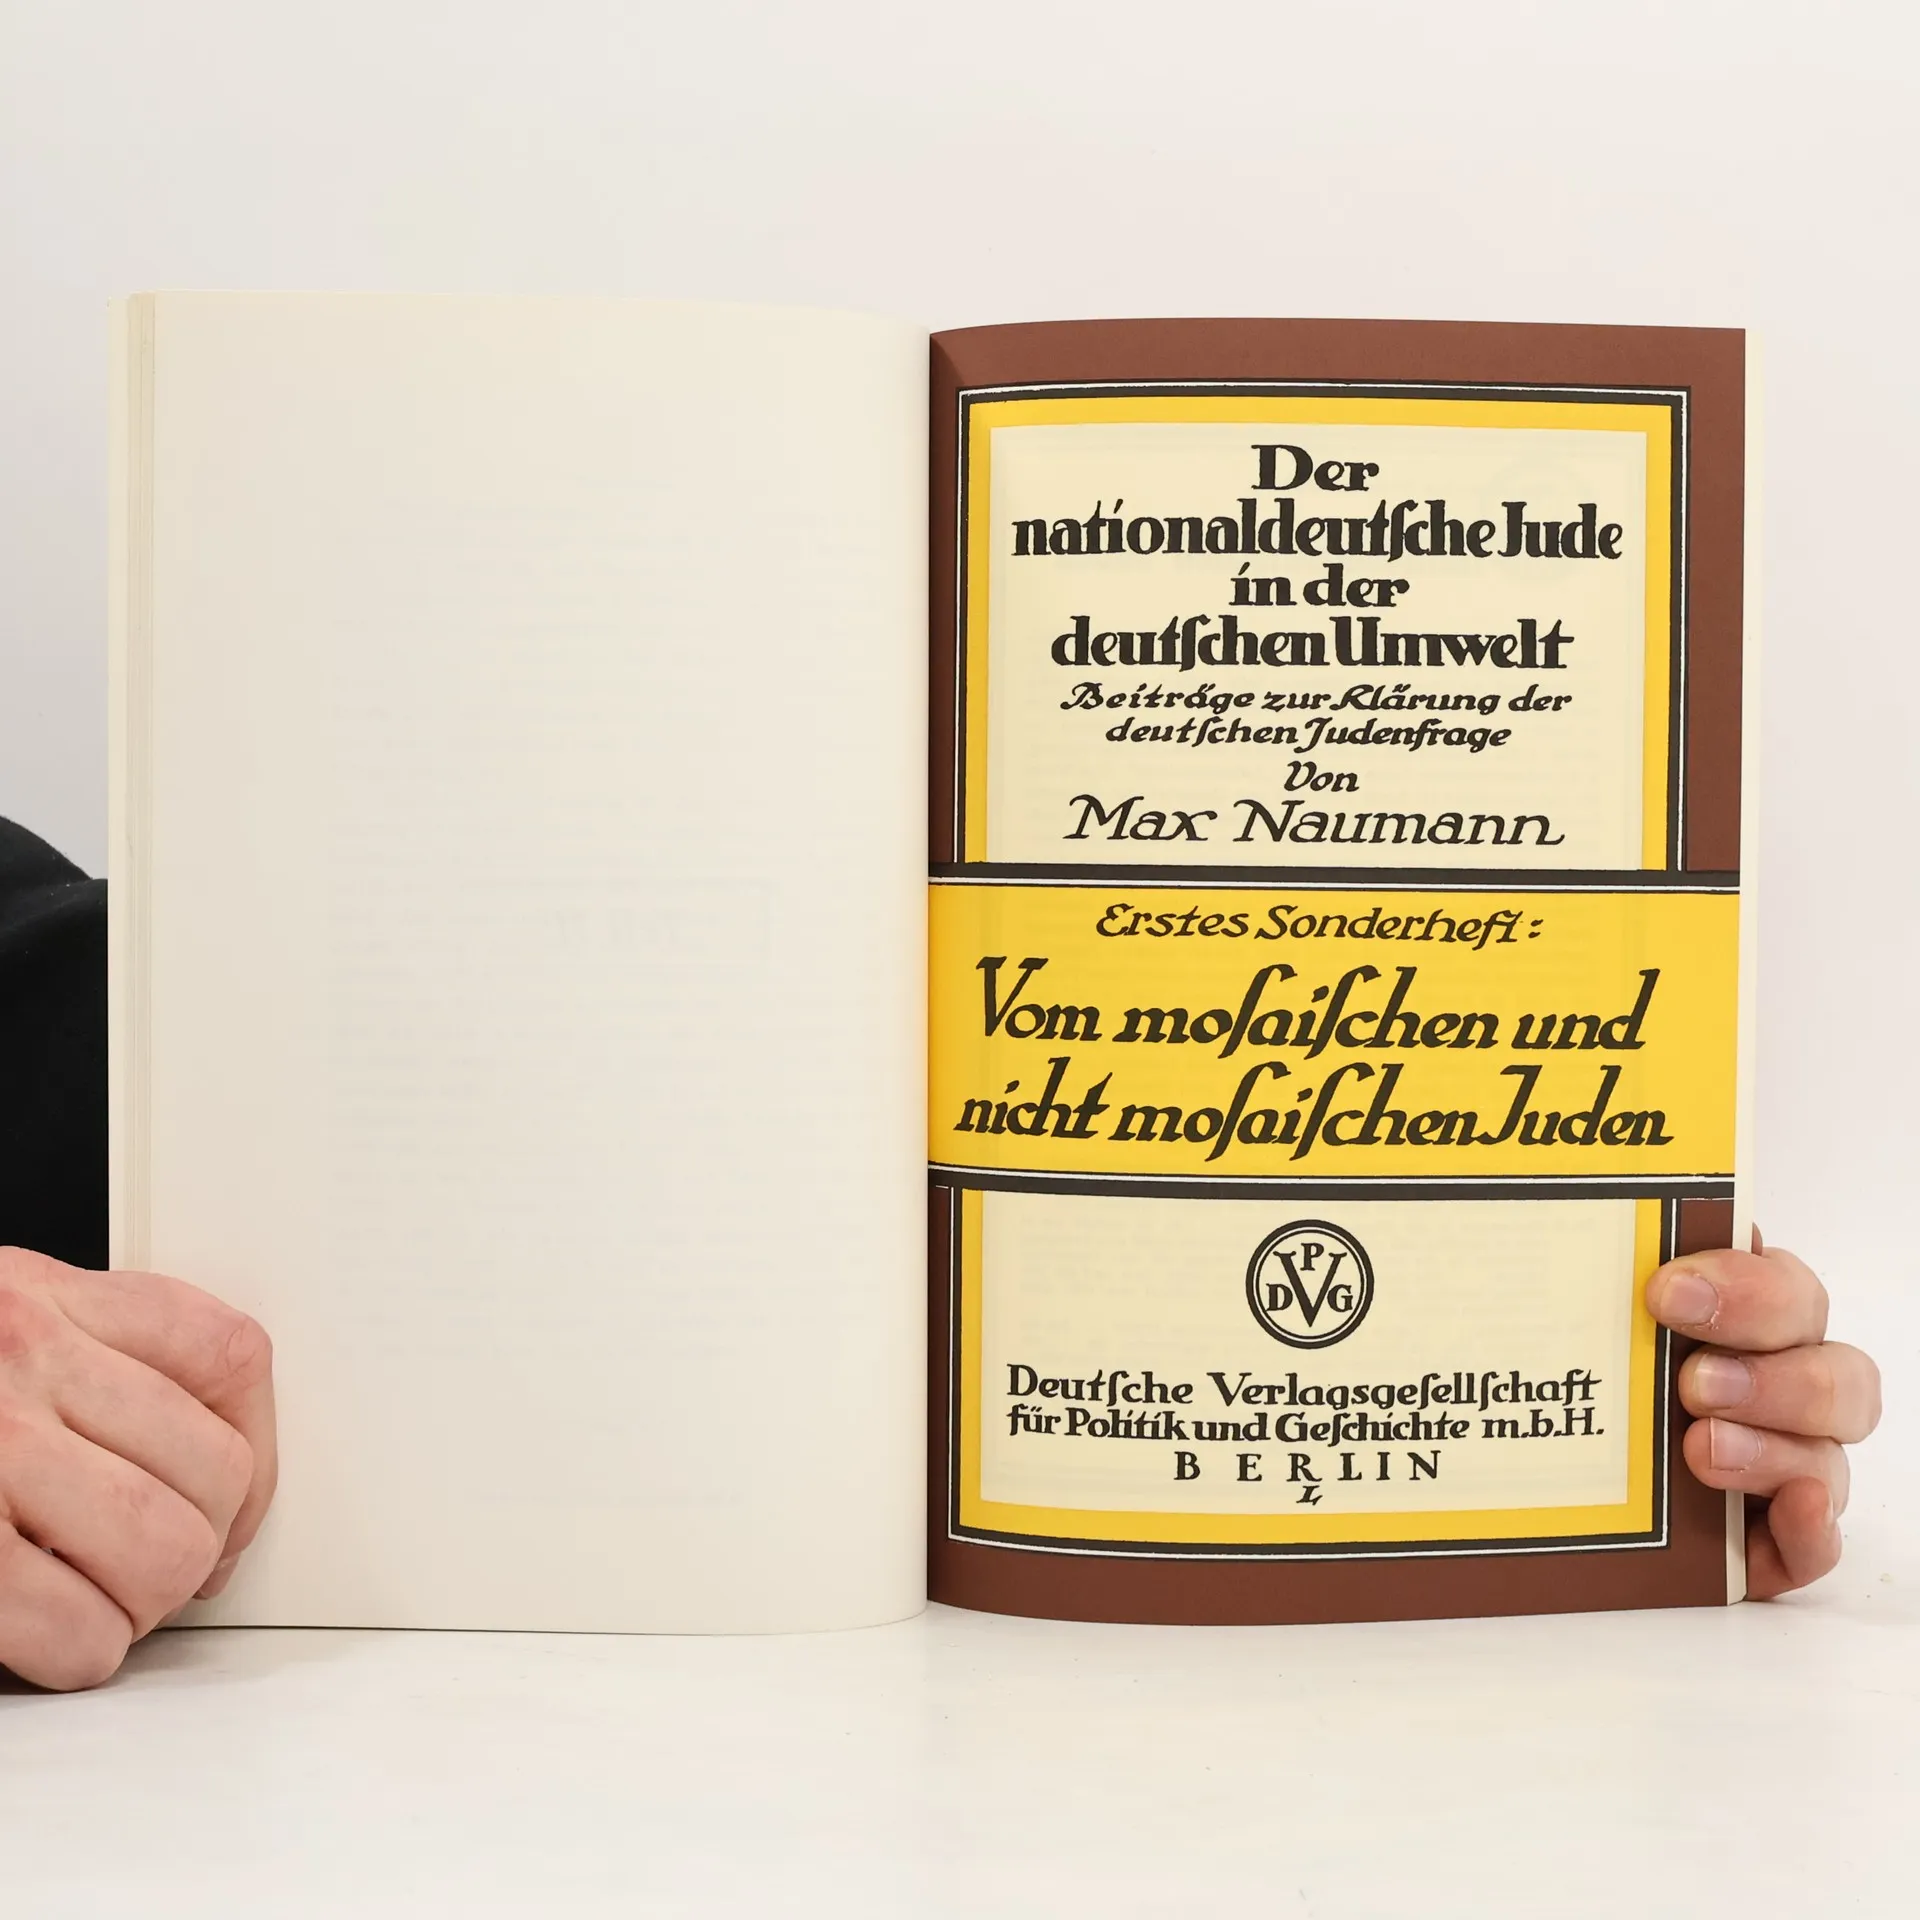 Der
nationaldeutſche Jude
in der
deutſchen Umwelt
Beiträge zur Klärung der
deutſchen Judenfrage
Von
Max Naumann
Erstes Sonderheft:
Vom moſaiſchen und
nicht moſaiſchen Juden
P
DVG
Deutſche Verlagsgeſellſchaft
für Politik und Geſchichte m.b.H.
BERLIN
L